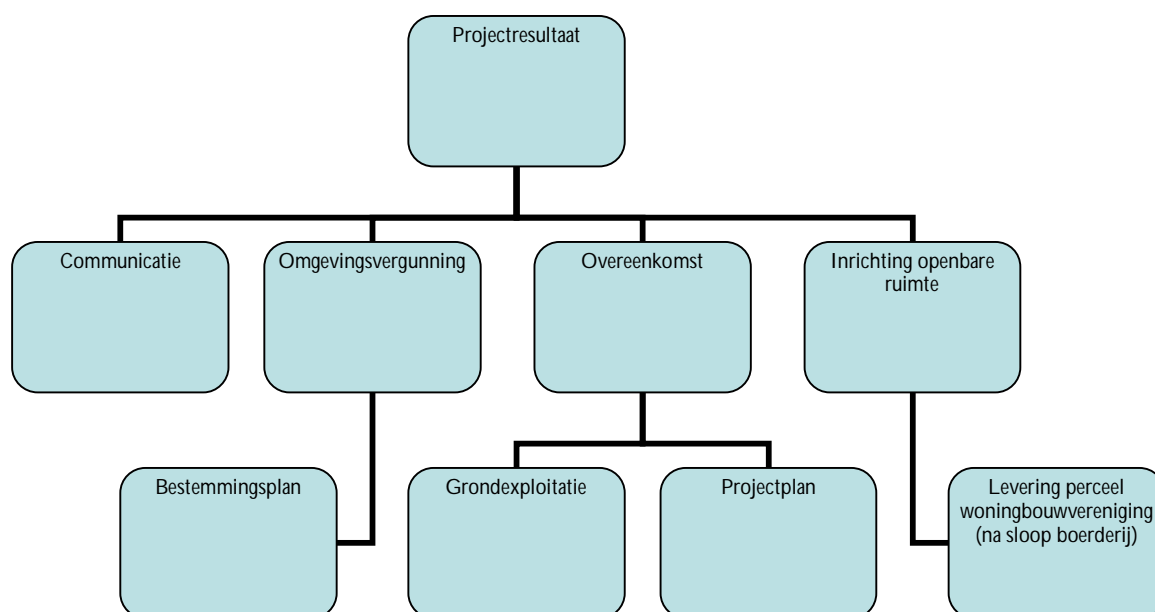 Projectresultaat
Communicatie
Omgevingsvergunning
Overeenkomst
Inrichting openbare
ruimte
Bestemmingsplan
Grondexploitatie
Projectplan
Levering perceel
woningbouwvereniging
(na sloop boerderij)